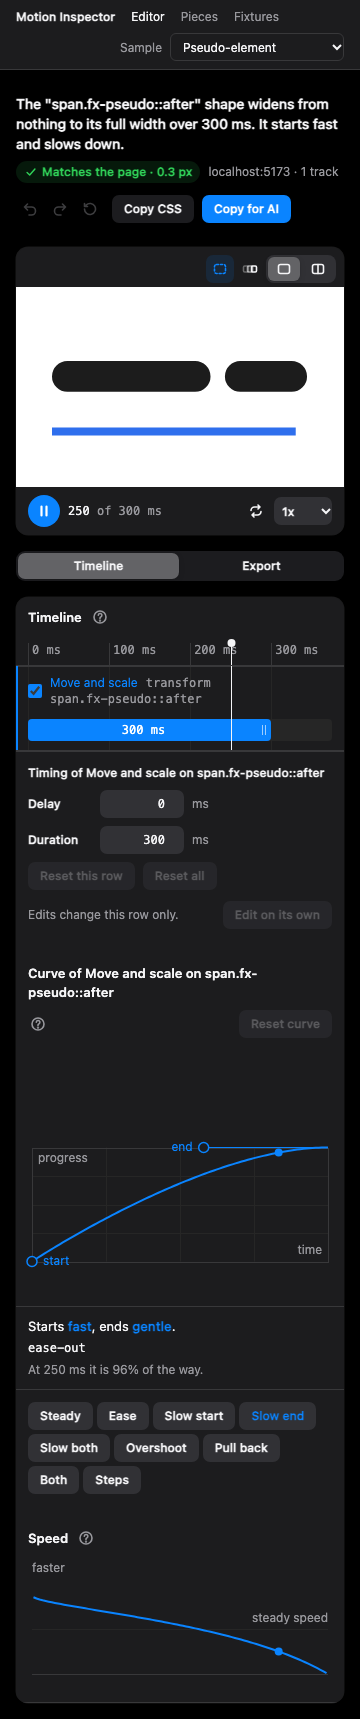 Motion Inspector Editor Pieces Fixtures
Sample Pseudo-element
The "span.fx-pseudo::after" shape widens from
nothing to its full width over 300 ms. It starts fast
and slows down.
Matches the page · 0.3 px localhost:5173 · 1 track
Copy CSS Copy for AI
250 of 300 ms 1x
Timeline Export
Timeline
0 ms 100 ms 200 ms 300 ms
Move and scale transform
span.fx-pseudo::after
300 ms
Timing of Move and scale on span.fx-pseudo::after
Delay 0 ms
Duration 300 ms
Reset this row Reset all
Edits change this row only. Edit on its own
Curve of Move and scale on span.fx-
pseudo::after
Reset curve
end
progress
time
start
Starts fast, ends gentle.
ease-out
At 250 ms it is 96% of the way.
Steady Ease Slow start Slow end
Slow both Overshoot Pull back
Both Steps
Speed
faster
steady speed